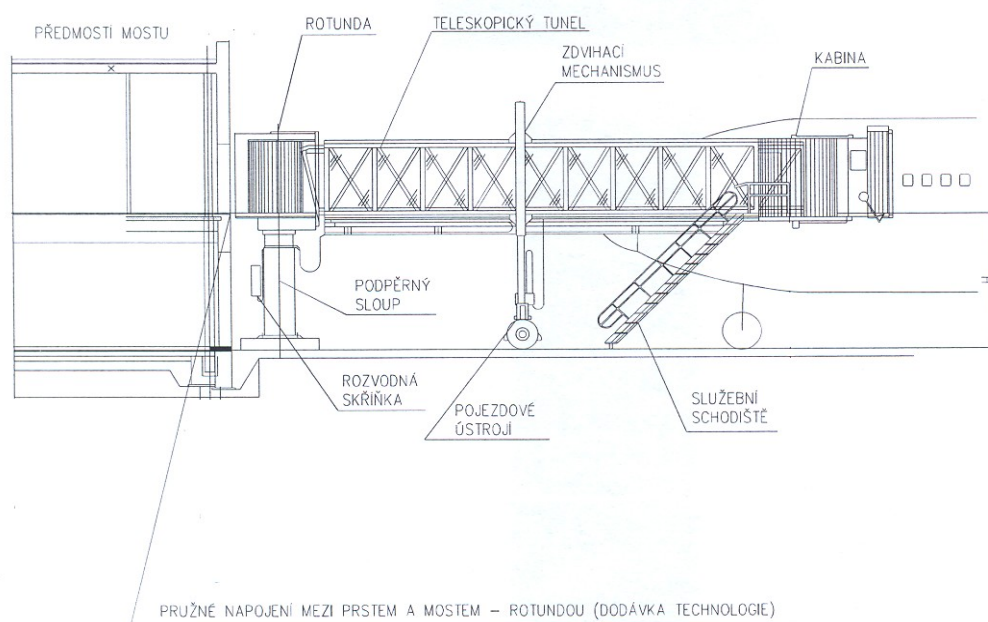 PŘEDMOSTÍ MOSTU
ROTUNDA
TELESKOPICKÝ TUNEL
ZDVIHACÍ
MECHANISMUS
KABINA
PODPĚRNÝ
SLOUP
ROZVODNÁ
SKŘÍŇKA
POJEZDOVÉ
ÚSTROJÍ
SLUŽEBNÍ
SCHODIŠTĚ
PRUŽNÉ NAPOJENÍ MEZI PRSTEM A MOSTEM – ROTUNDOU (DODÁVKA TECHNOLOGIE)